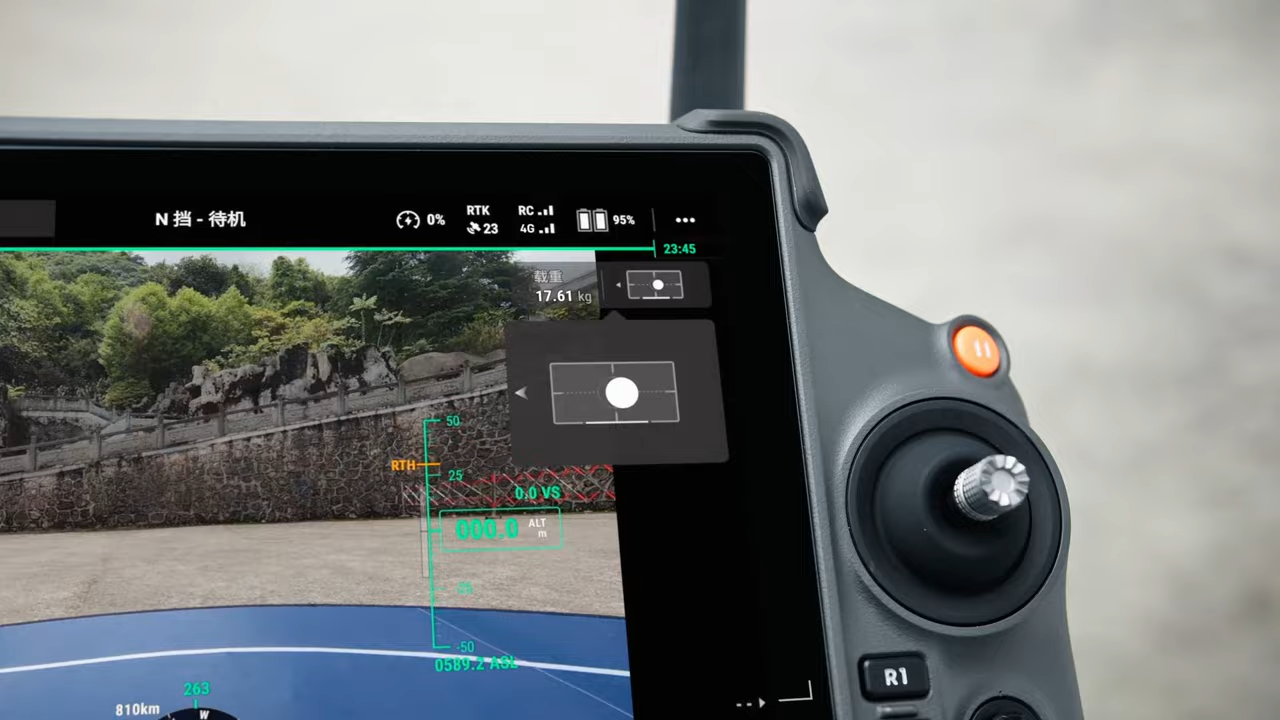 N 挡 - 待机
0%
RTK
23
RC
4G
95%
•••
23:45
载重
17.61 kg
50
RTH
25
0.0 VS
000.0 ALT m
-25
-50
0589.2 ASL
263
810km
W
R1